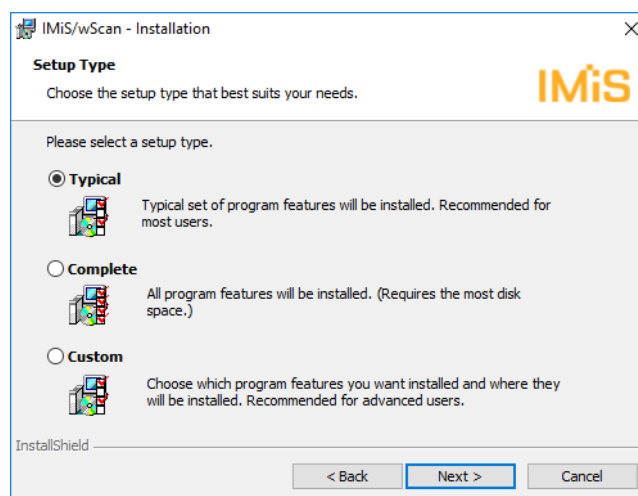 IMiS/wScan - Installation
Setup Type
Choose the setup type that best suits your needs.
IMiS
Please select a setup type.
Typical
Typical set of program features will be installed. Recommended for
most users.
Complete
All program features will be installed. (Requires the most disk
space.)
Custom
Choose which program features you want installed and where they
will be installed. Recommended for advanced users.
InstallShield
< Back
Next >
Cancel